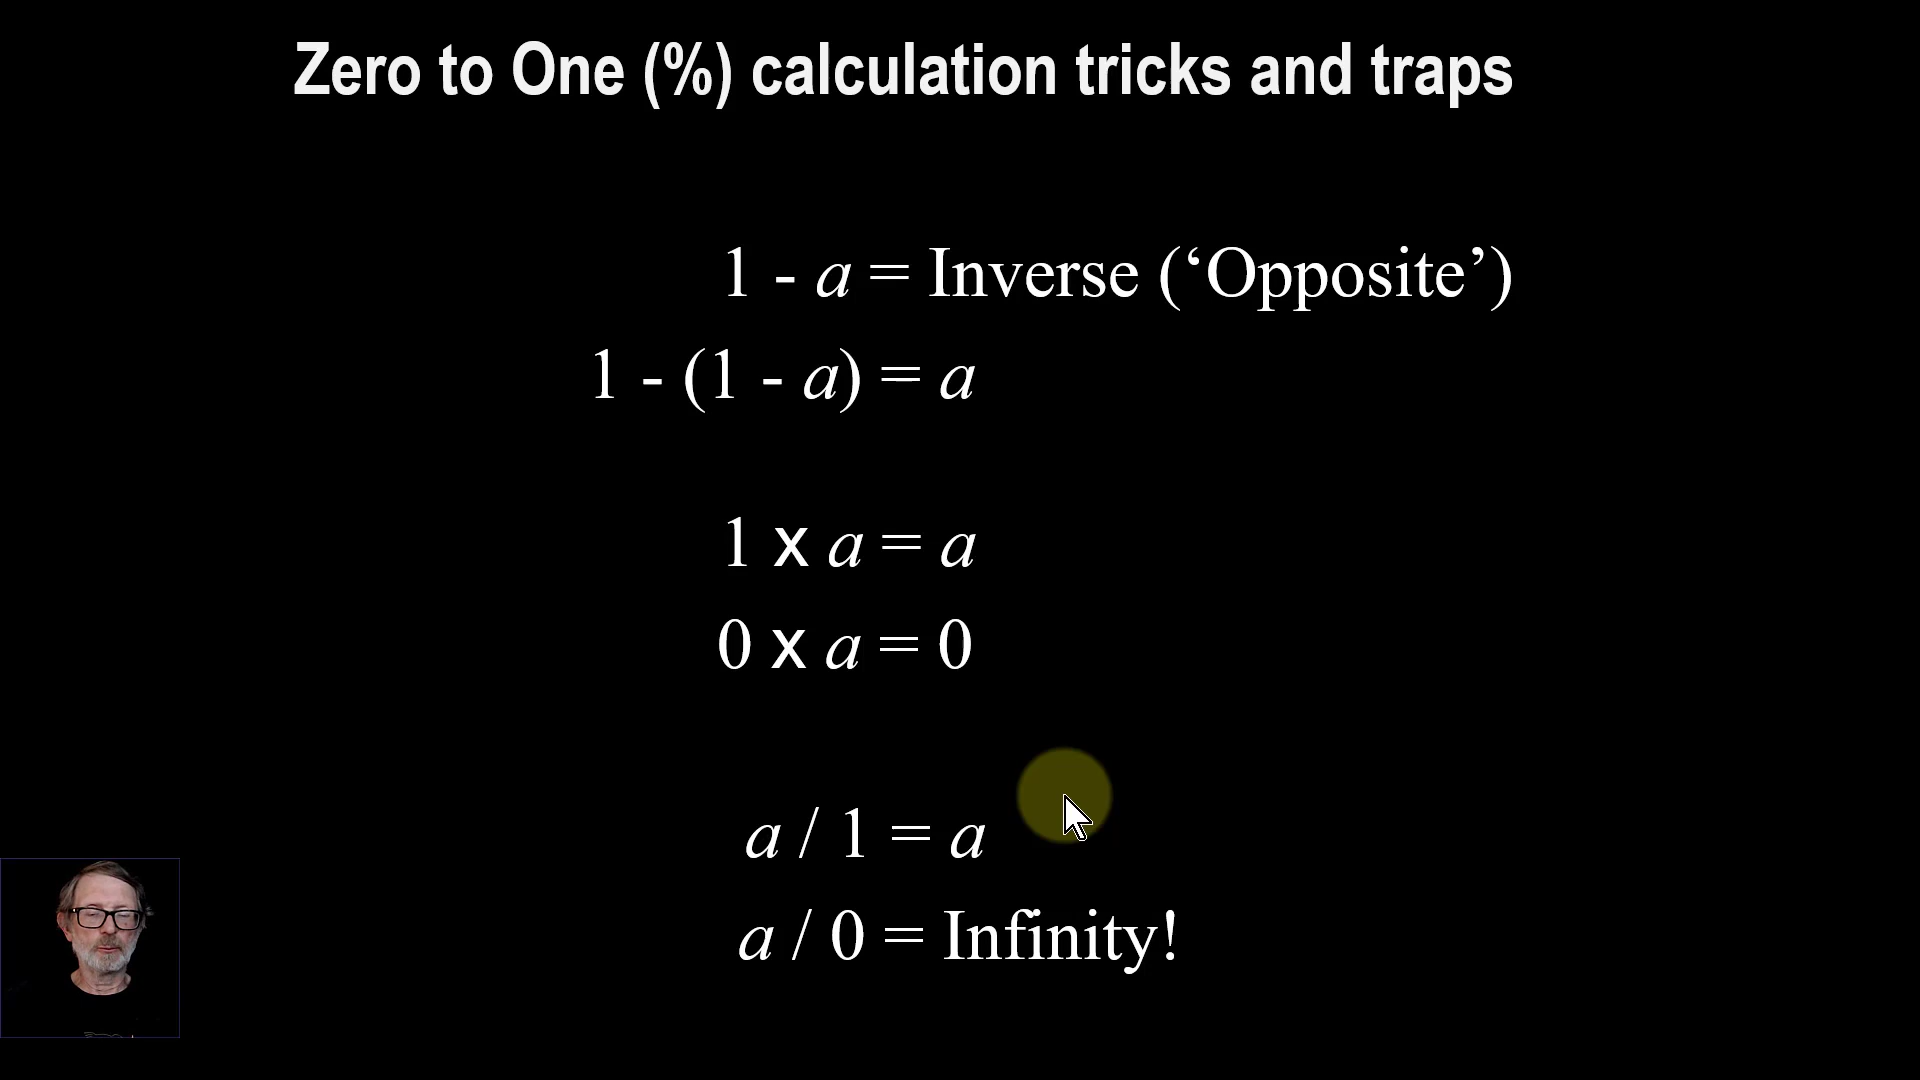 Zero to One (%) calculation tricks and traps
1 - a = Inverse (‘Opposite’)
1 - (1 - a) = a
1 x a = a
0 x a = 0
a / 1 = a
a / 0 = Infinity!